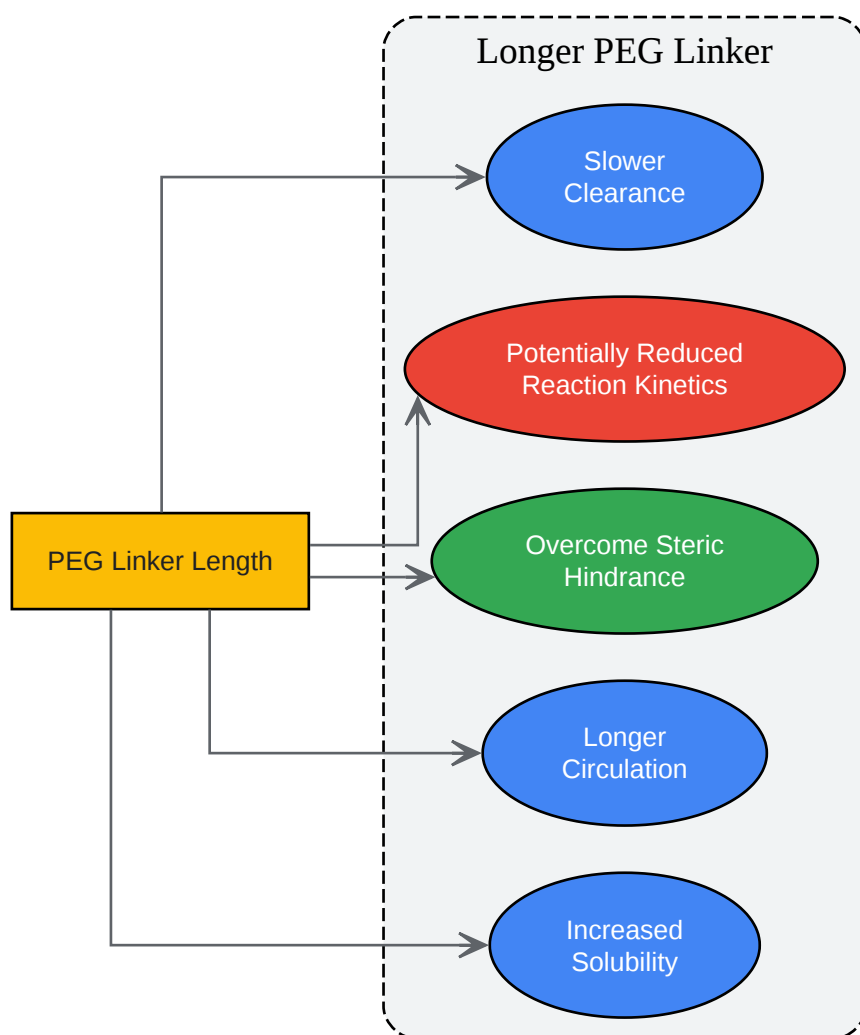 Longer PEG Linker
Slower
Clearance
Potentially Reduced
Reaction Kinetics
PEG Linker Length
Overcome Steric
Hindrance
Longer
Circulation
Increased
Solubility